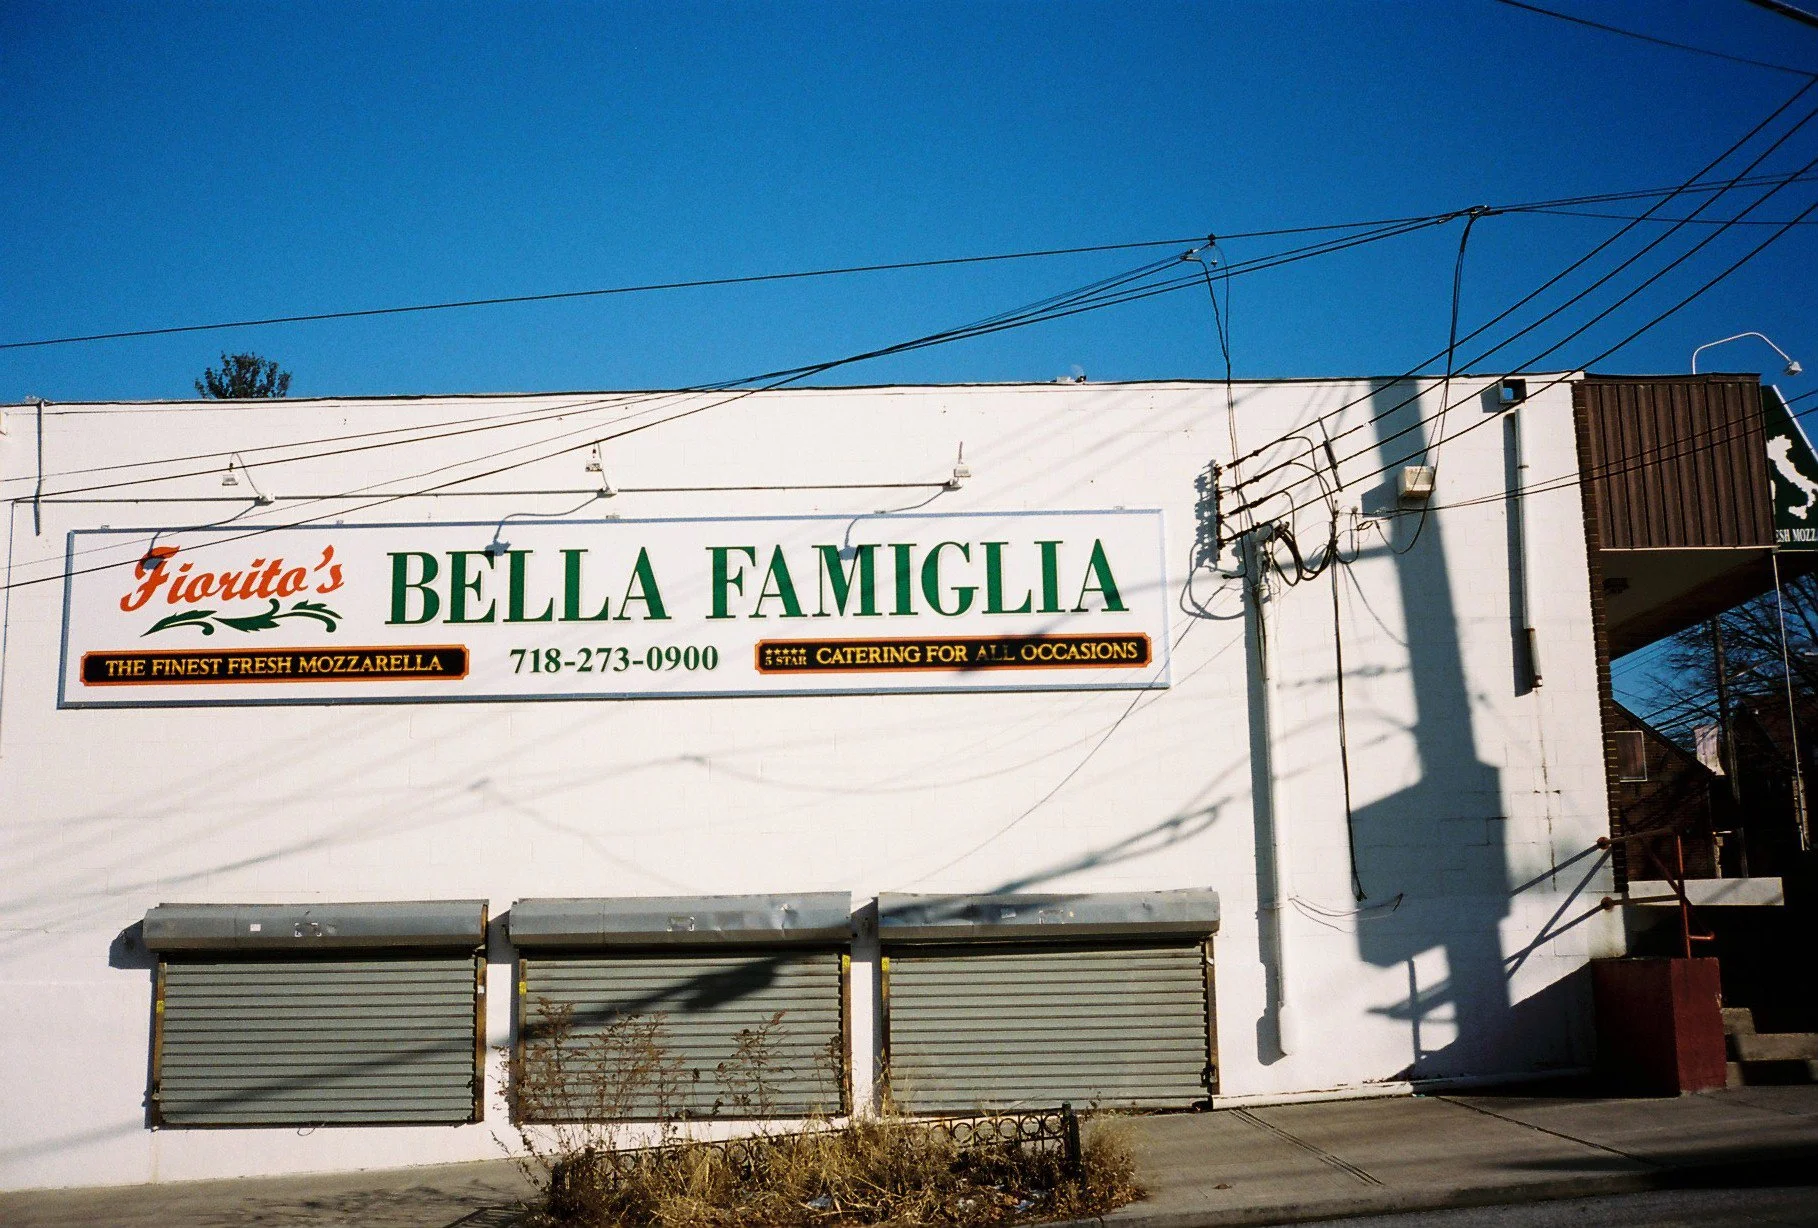 Fiorito's
BELLA FAMIGLIA
THE FINEST FRESH MOZZARELLA
718-273-0900
5 STAR CATERING FOR ALL OCCASIONS